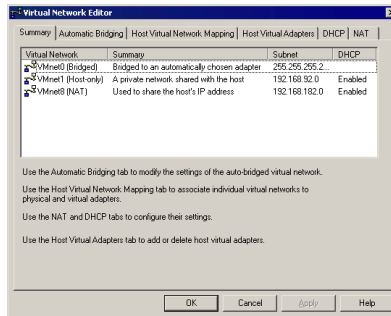 Virtual Network Editor
Summary Automatic Bridging Host Virtual Network Mapping Host Virtual Adapters DHCP NAT
Virtual Network Summary Subnet DHCP
VMnet0 (Bridged) Bridged to an automatically chosen adapter 255.255.255.2...
VMnet1 (Host-only) A private network shared with the host 192.168.92.0 Enabled
VMnet8 (NAT) Used to share the host's IP address 192.168.182.0 Enabled
Use the Automatic Bridging tab to modify the settings of the auto-bridged virtual network.
Use the Host Virtual Network Mapping tab to associate individual virtual networks to
physical and virtual adapters.
Use the NAT and DHCP tabs to configure their settings.
Use the Host Virtual Adapters tab to add or delete host virtual adapters.
OK Cancel Apply Help